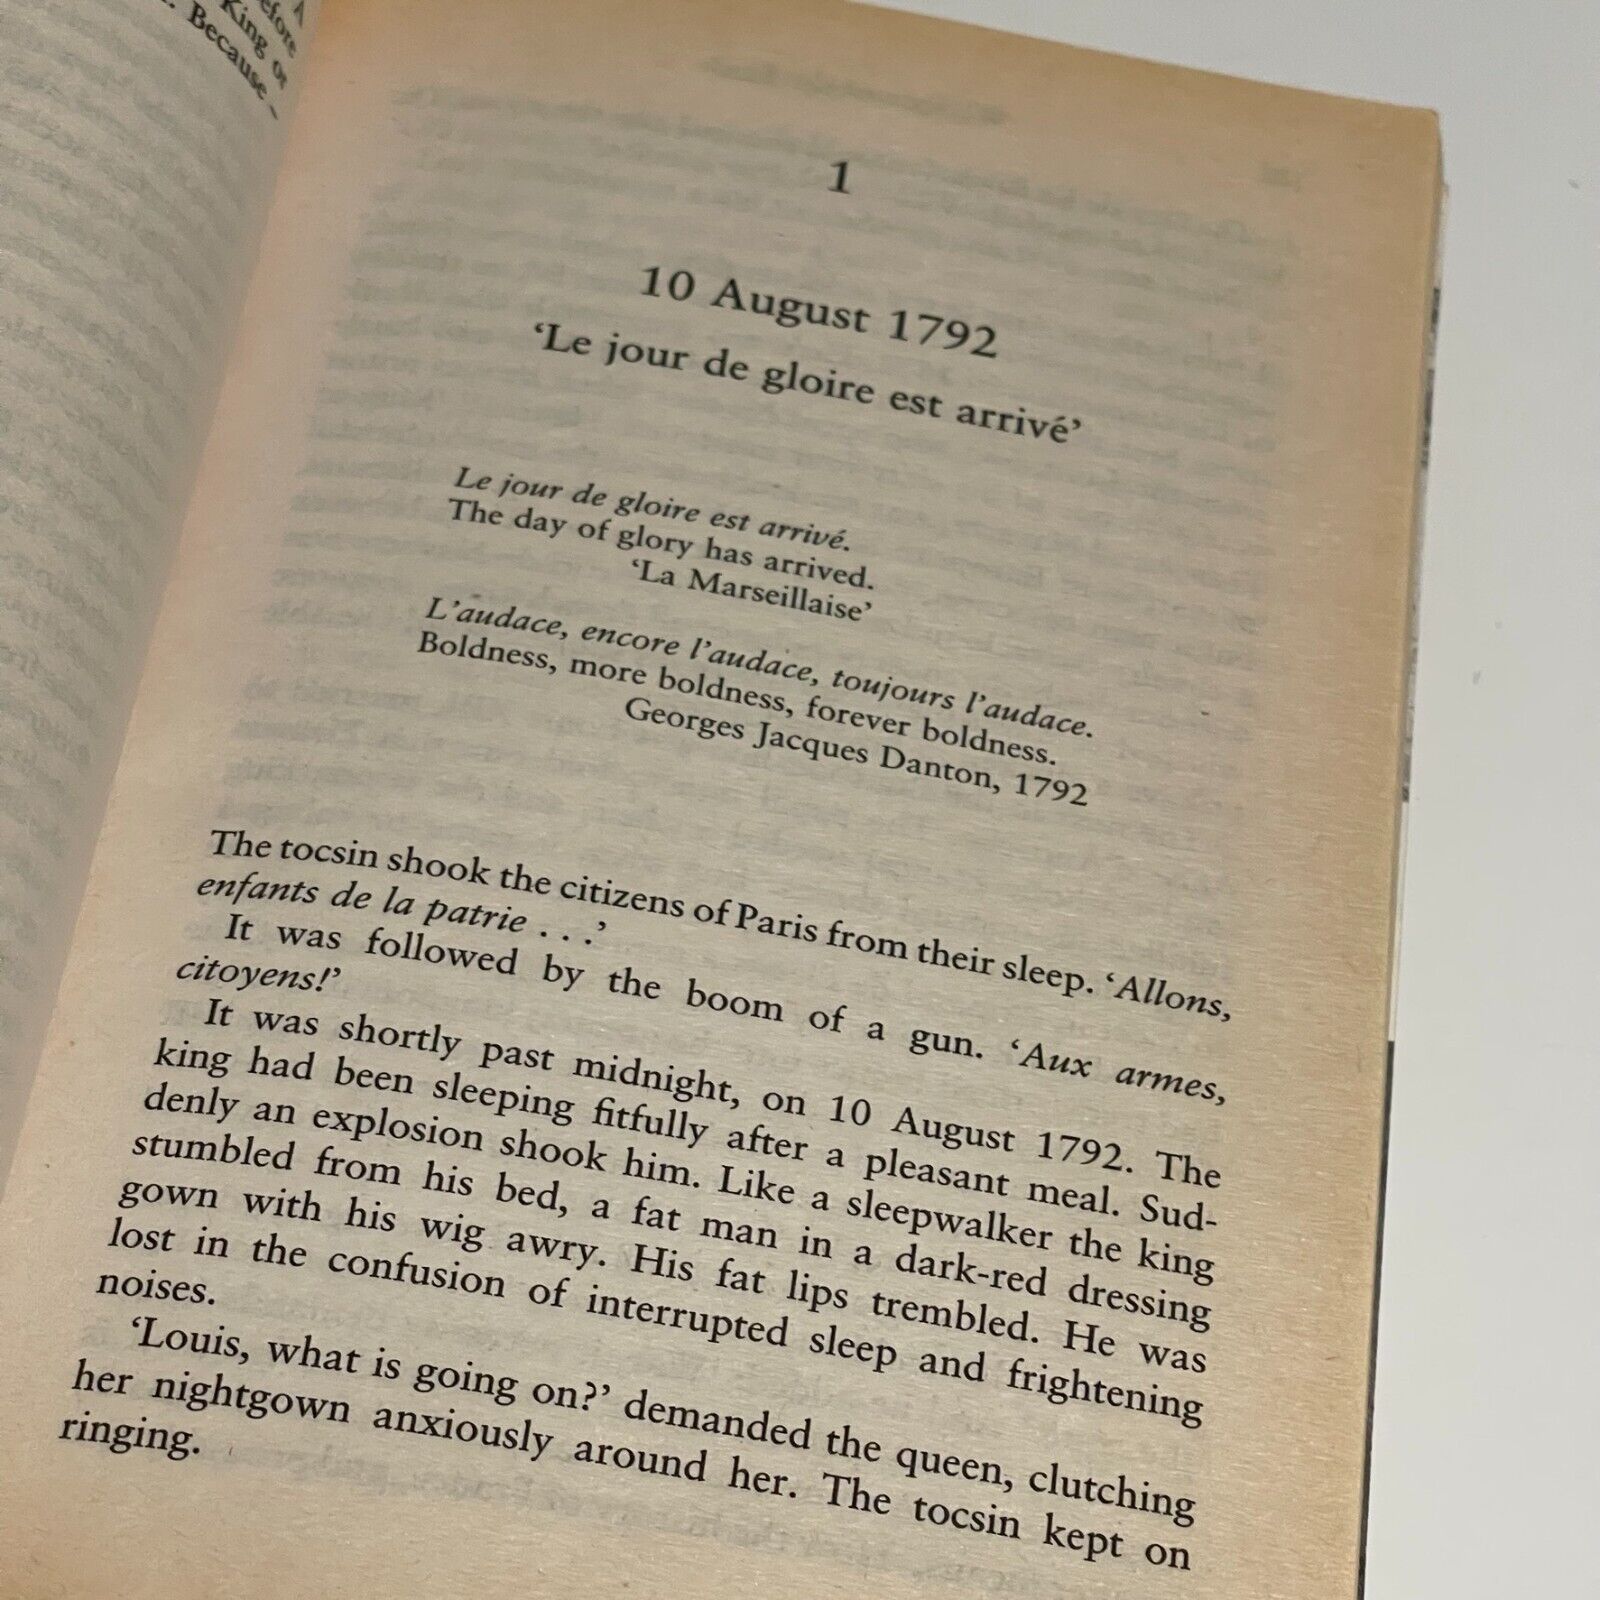 A
efore
King or
. Because –
1
10 August 1792
‘Le jour de gloire est arrivé’
Le jour de gloire est arrivé.
The day of glory has arrived.
‘La Marseillaise’
L’audace, encore l’audace, toujours l’audace.
Boldness, more boldness, forever boldness.
Georges Jacques Danton, 1792
The tocsin shook the citizens of Paris from their sleep. ‘Allons,
enfants de la patrie . . .’
It was followed by the boom of a gun. ‘Aux armes,
citoyens!’
It was shortly past midnight, on 10 August 1792. The
king had been sleeping fitfully after a pleasant meal. Sud-
denly an explosion shook him. Like a sleepwalker the king
stumbled from his bed, a fat man in a dark-red dressing
gown with his wig awry. His fat lips trembled. He was
lost in the confusion of interrupted sleep and frightening
noises.
‘Louis, what is going on?’ demanded the queen, clutching
her nightgown anxiously around her. The tocsin kept on
ringing.